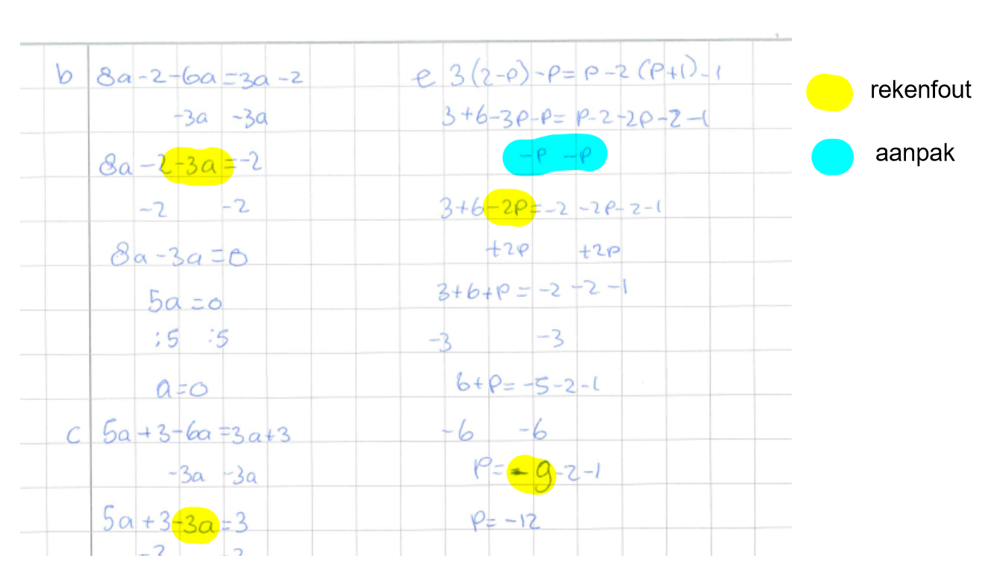 b 8a-2-6a=3a-2
-3a -3a
8a-2-3a=-2
-2 -2
8a-3a=0
5a=0
:5 :5
a=0
c 5a+3-6a=3a+3
-3a -3a
5a+3-3a=3
e 3(2-p)-p=p-2(p+1)-1
3+6-3p-p=p-2-2p-2-1
-p -p
3+6-2p=-2-2p-2-1
+2p +2p
3+6+p=-2-2-1
-3 -3
6+p=-5-2-1
-6 -6
p=-9-2-1
p=-12
rekenfout
aanpak